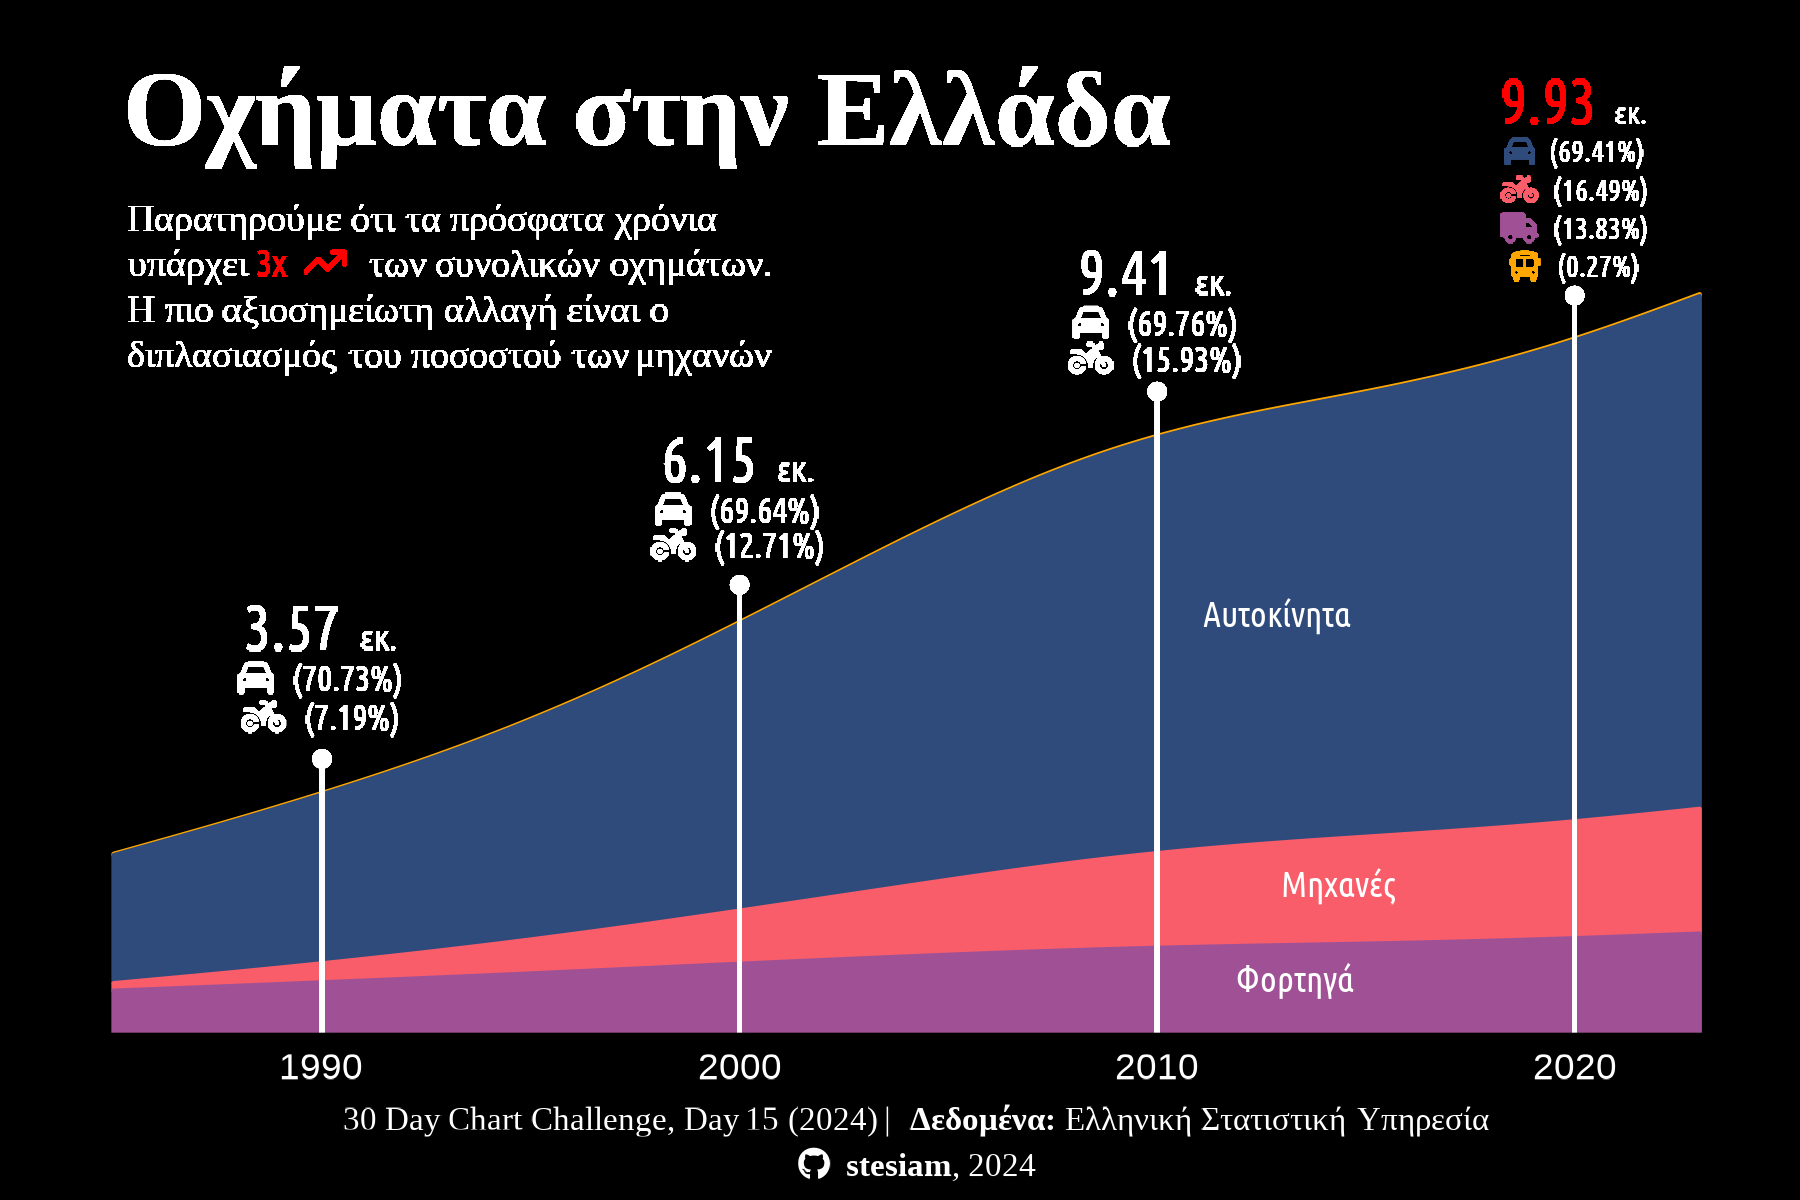 Οχήματα στην Ελλάδα
Παρατηρούμε ότι τα πρόσφατα χρόνια
υπάρχει 3x των συνολικών οχημάτων.
Η πιο αξιοσημείωτη αλλαγή είναι ο
διπλασιασμός του ποσοστού των μηχανών
9.93 εκ.
(69.41%)
(16.49%)
(13.83%)
(0.27%)
9.41 εκ.
(69.76%)
(15.93%)
6.15 εκ.
(69.64%)
(12.71%)
3.57 εκ.
(70.73%)
(7.19%)
Αυτοκίνητα
Μηχανές
Φορτηγά
1990 2000 2010 2020
30 Day Chart Challenge, Day 15 (2024) | Δεδομένα: Ελληνική Στατιστική Υπηρεσία
stesiam, 2024